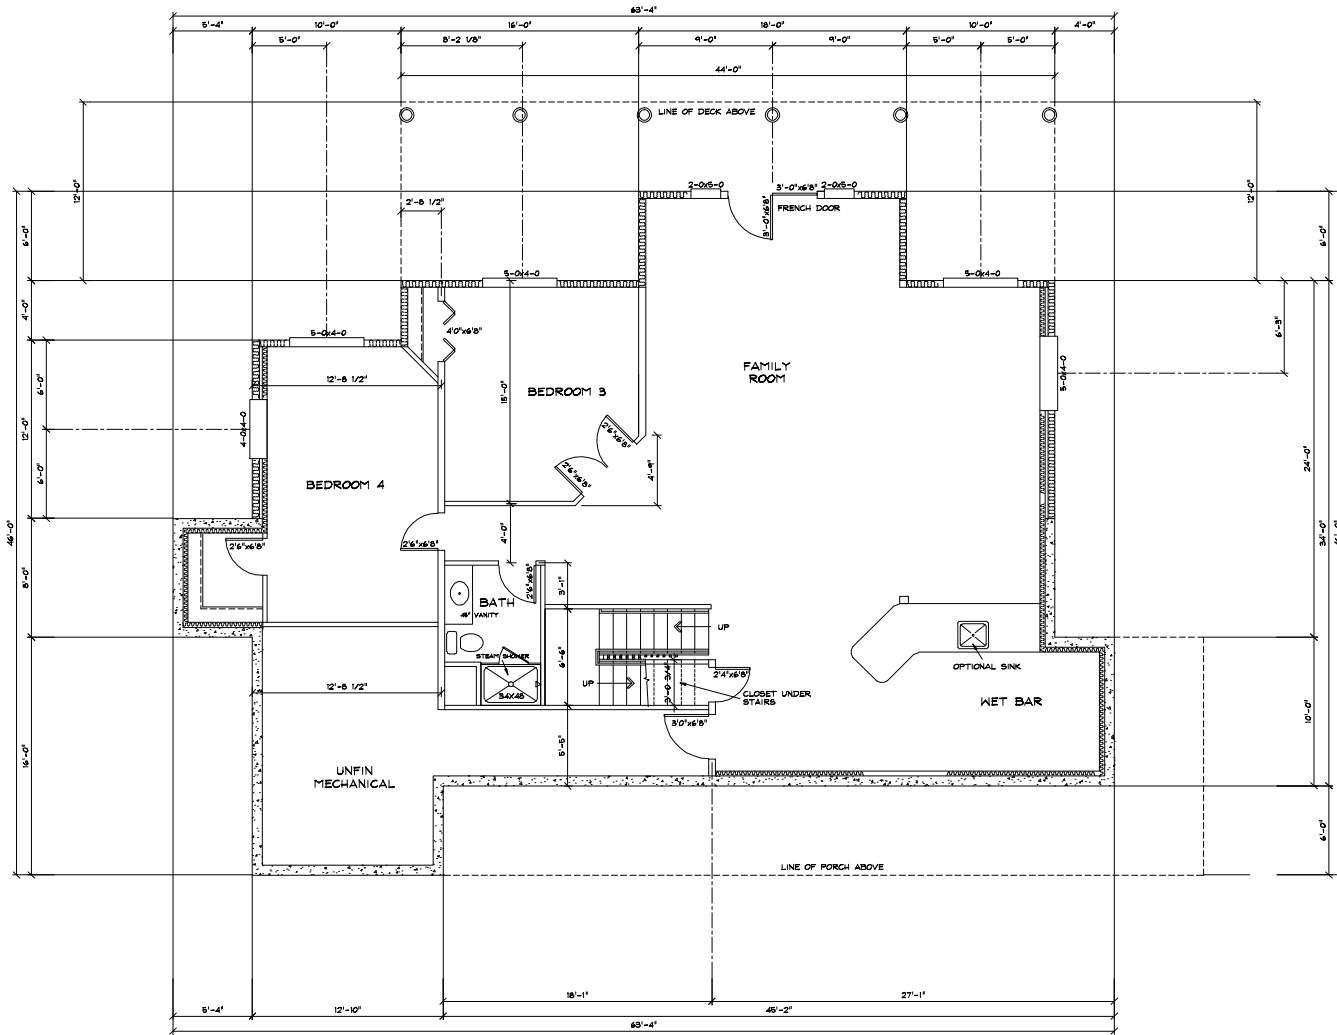 63'-4"
5'-4" 10'-0" 16'-0" 18'-0" 10'-0" 4'-0"
5'-0" 8'-2 1/8" 9'-0" 9'-0" 5'-0" 5'-0"
44'-0"
LINE OF DECK ABOVE
12'-0" 12'-0"
2-0x5-0 3'-0"x6'8" 2-0x5-0
2'-8 1/2" 3'-0"x6'8" FRENCH DOOR
6'-0" 6'-0"
5-0x4-0 5-0x4-0
4'-0" 5-0x4-0 4'0"x6'8" 6'-3"
FAMILY
ROOM
5-0x4-0
12'-8 1/2" 15'-0" BEDROOM 3
6'-0" 12'-0" 4-0x4-0
2'6"x6'8"
6'-0" 2'6"x6'8" 4'-9" 24'-0"
BEDROOM 4
46'-0" 8'-0" 34'-0"
2'6"x6'8" 2'6"x6'8" 4'-0"
2'6"x6'8" 3'-1"
BATH
48" VANITY
UP
STEAM SHOWER
6'-6" OPTIONAL SINK
UP 3'-0 3/4" 2'4"x6'8"
12'-8 1/2" 34X48 CLOSET UNDER
STAIRS
WET BAR
10'-0"
3'0"x6'8"
5'-5"
16'-0"
UNFIN
MECHANICAL
6'-0"
LINE OF PORCH ABOVE
18'-1" 27'-1"
5'-4" 12'-10" 45'-2"
63'-4"